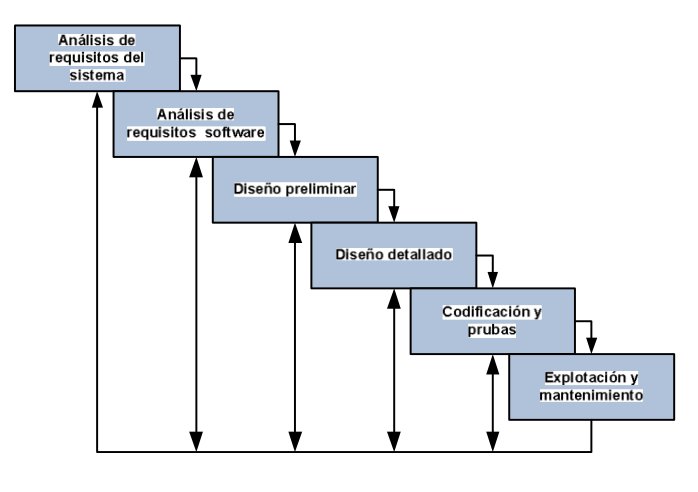 Análisis de
requisitos del
sistema
Análisis de
requisitos software
Diseño preliminar
Diseño detallado
Codificación y
prubas
Explotación y
mantenimiento